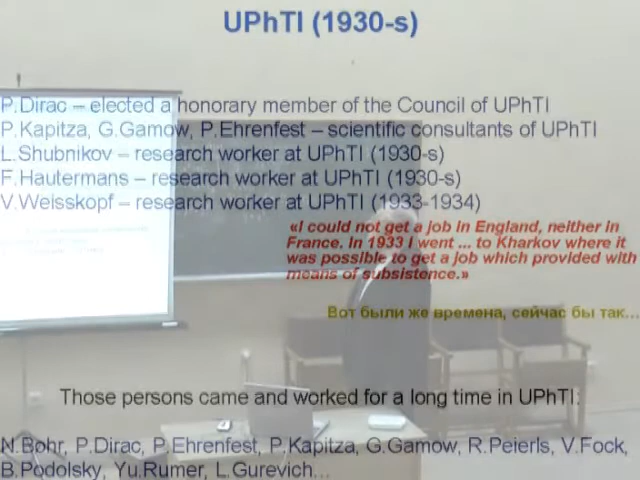 UPhTI (1930-s)
P.Dirac – elected a honorary member of the Council of UPhTI
P.Kapitza, G.Gamow, P.Ehrenfest – scientific consultants of UPhTI
L.Shubnikov – research worker at UPhTI (1930-s)
F.Hautermans – research worker at UPhTI (1930-s)
V.Weisskopf – research worker at UPhTI (1933-1934)
«I could not get a job in England, neither in
France. In 1933 I went ... to Kharkov where it
was possible to get a job which provided with
means of subsistence.»
Вот были же времена, сейчас бы так...
Those persons came and worked for a long time in UPhTI:
N.Bohr, P.Dirac, P.Ehrenfest, P.Kapitza, G.Gamow, R.Peierls, V.Fock,
B.Podolsky, Yu.Rumer, L.Gurevich...